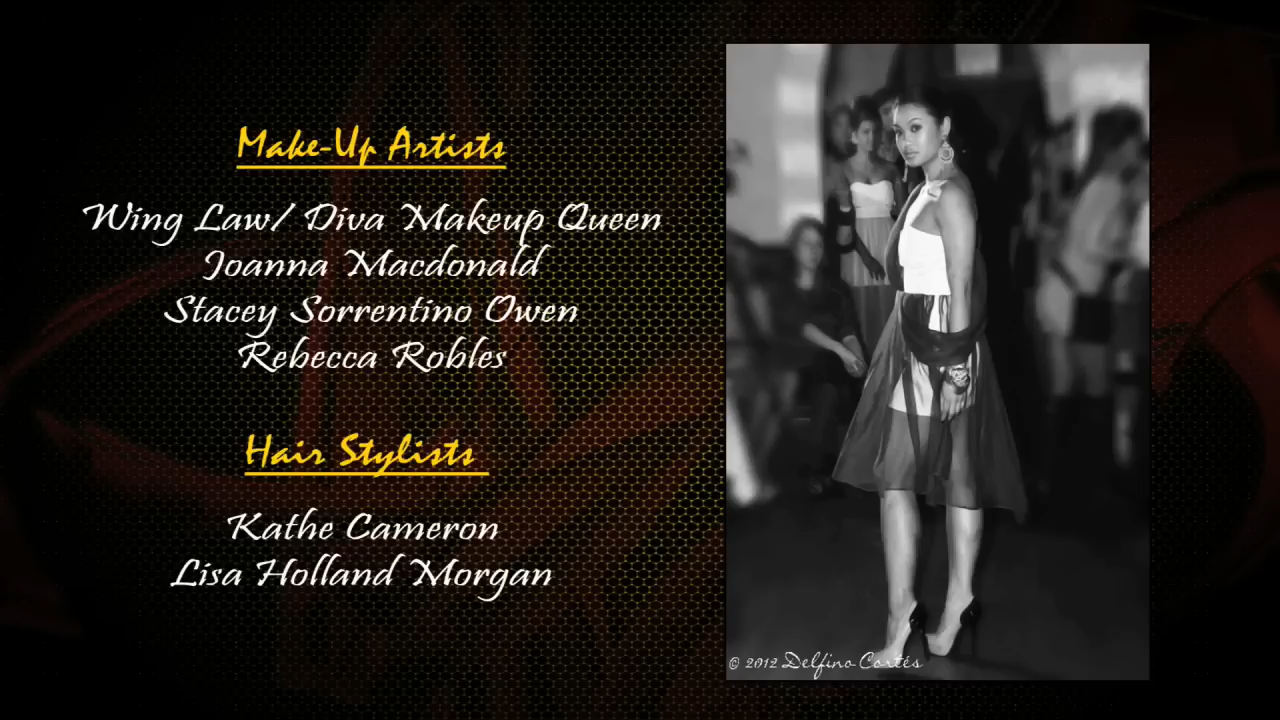 Make-Up Artists
Wing Law/ Diva Makeup Queen
Joanna Macdonald
Stacey Sorrentino Owen
Rebecca Robles
Hair Stylists
Kathe Cameron
Lisa Holland Morgan
© 2012 Delfino Cortés